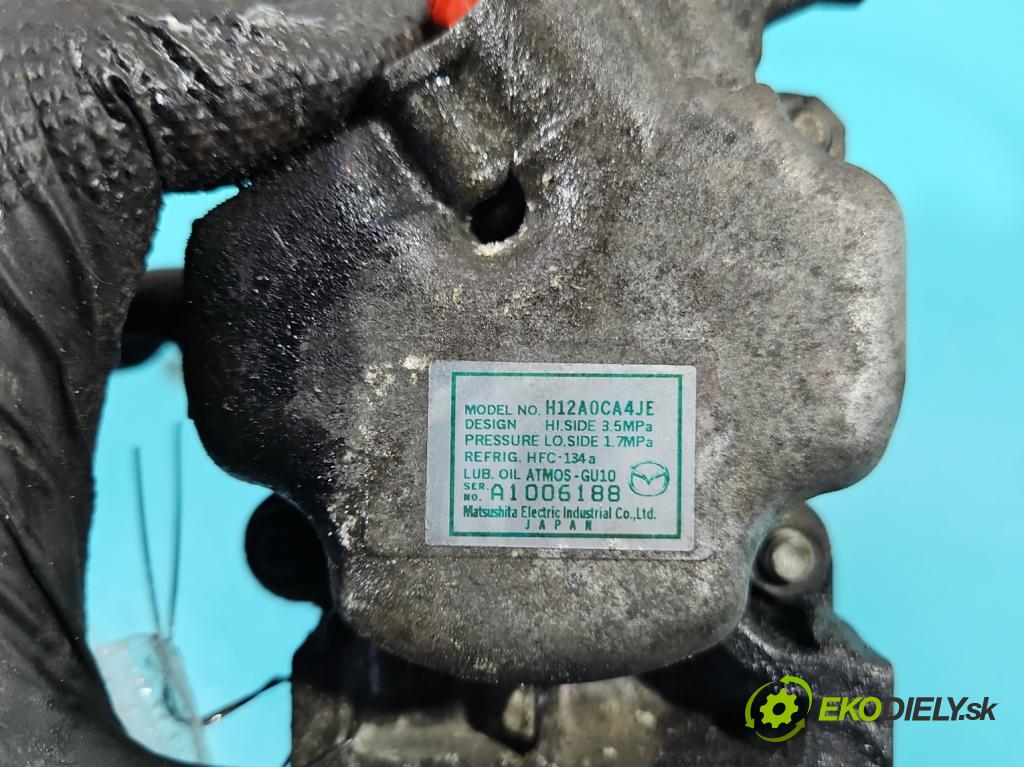 MODEL NO. H12A0CA4JE
DESIGN HI.SIDE 3.5MPa
PRESSURE LO.SIDE 1.7MPa
REFRIG. HFC-134a
LUB. OIL ATMOS-GU10
SER. NO. A1006188
Matsushita Electric Industrial Co.,Ltd.
JAPAN
EKODIELY.sk